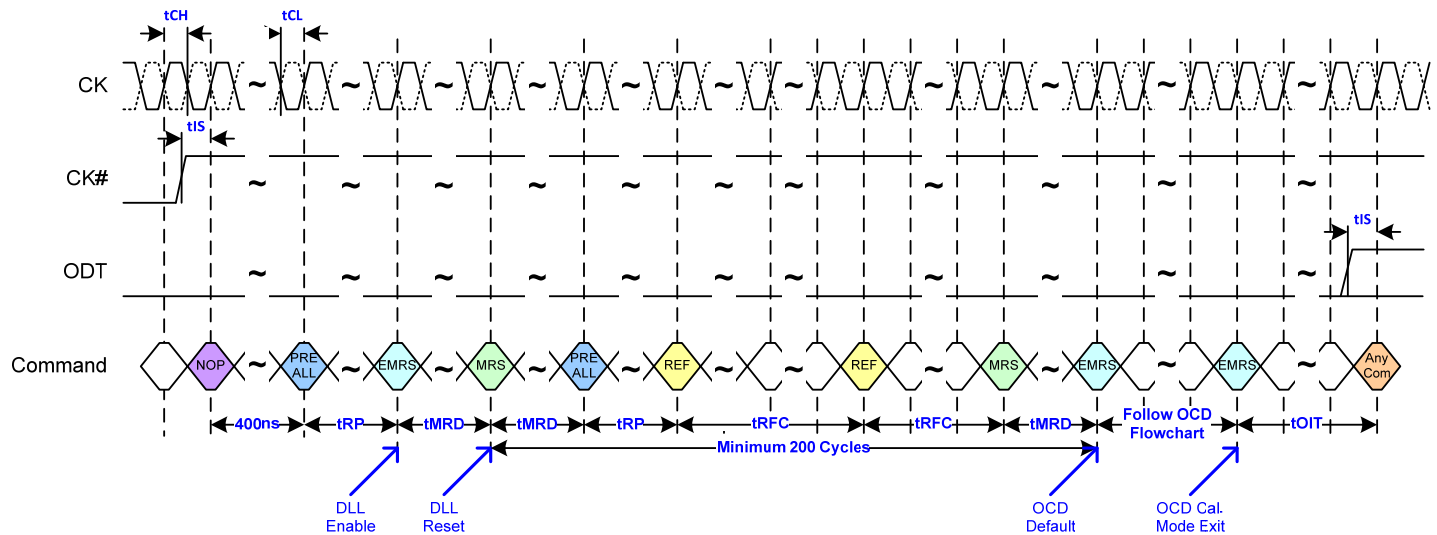 tCH
tCL
CK
~ ~ ~ ~ ~ ~ ~ ~ ~ ~ ~ ~
tIS
CK#
~ ~ ~ ~ ~ ~ ~ ~ ~ ~ ~ ~
tIS
ODT
~ ~ ~ ~ ~ ~ ~ ~ ~ ~ ~ ~
Command
NOP
~
PRE
ALL
~
EMRS
~
MRS
~
PRE
ALL
~
REF
~ ~
REF
~
MRS
~
EMRS
~
EMRS
~
Any
Com
400ns
tRP
tMRD
tMRD
tRP
tRFC
tRFC
tMRD
Follow OCD
Flowchart
tOIT
Minimum 200 Cycles
DLL
Enable
DLL
Reset
OCD
Default
OCD Cal.
Mode Exit